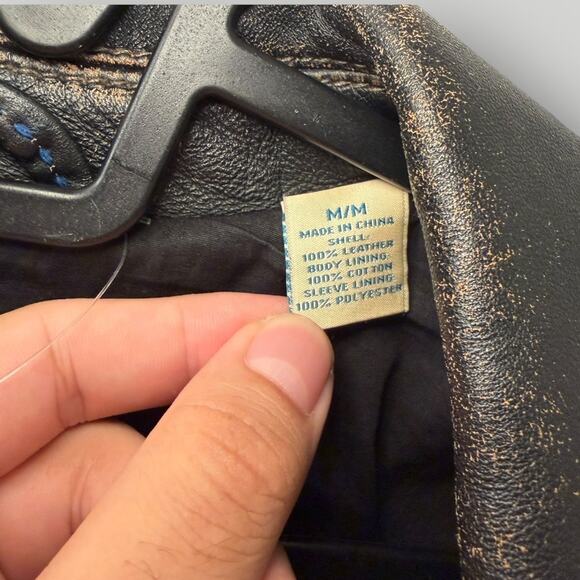 M/M
MADE IN CHINA
SHELL:
100% LEATHER
BODY LINING:
100% COTTON
SLEEVE LINING:
100% POLYESTER